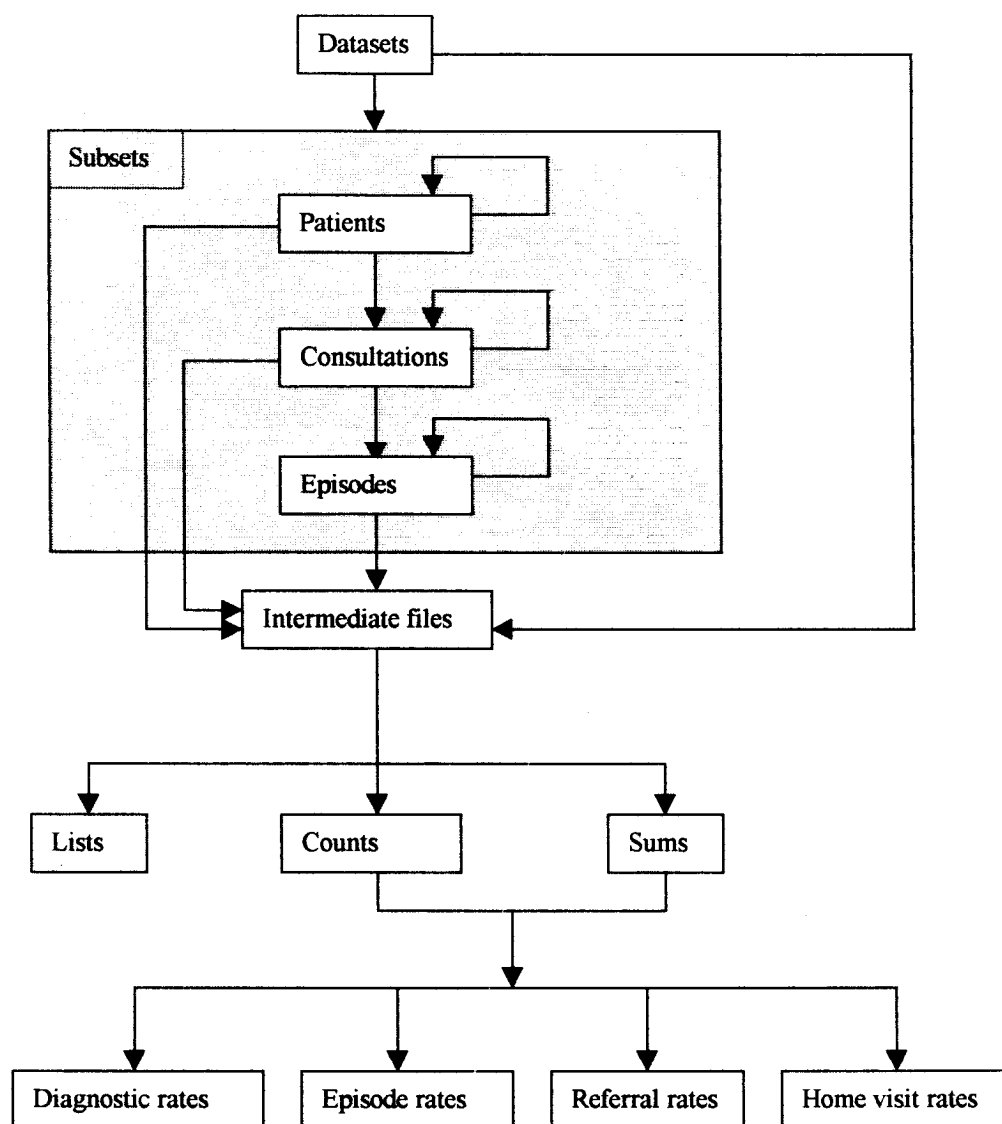 Datasets
Subsets
Patients
Consultations
Episodes
Intermediate files
Lists
Counts
Sums
Diagnostic rates
Episode rates
Referral rates
Home visit rates